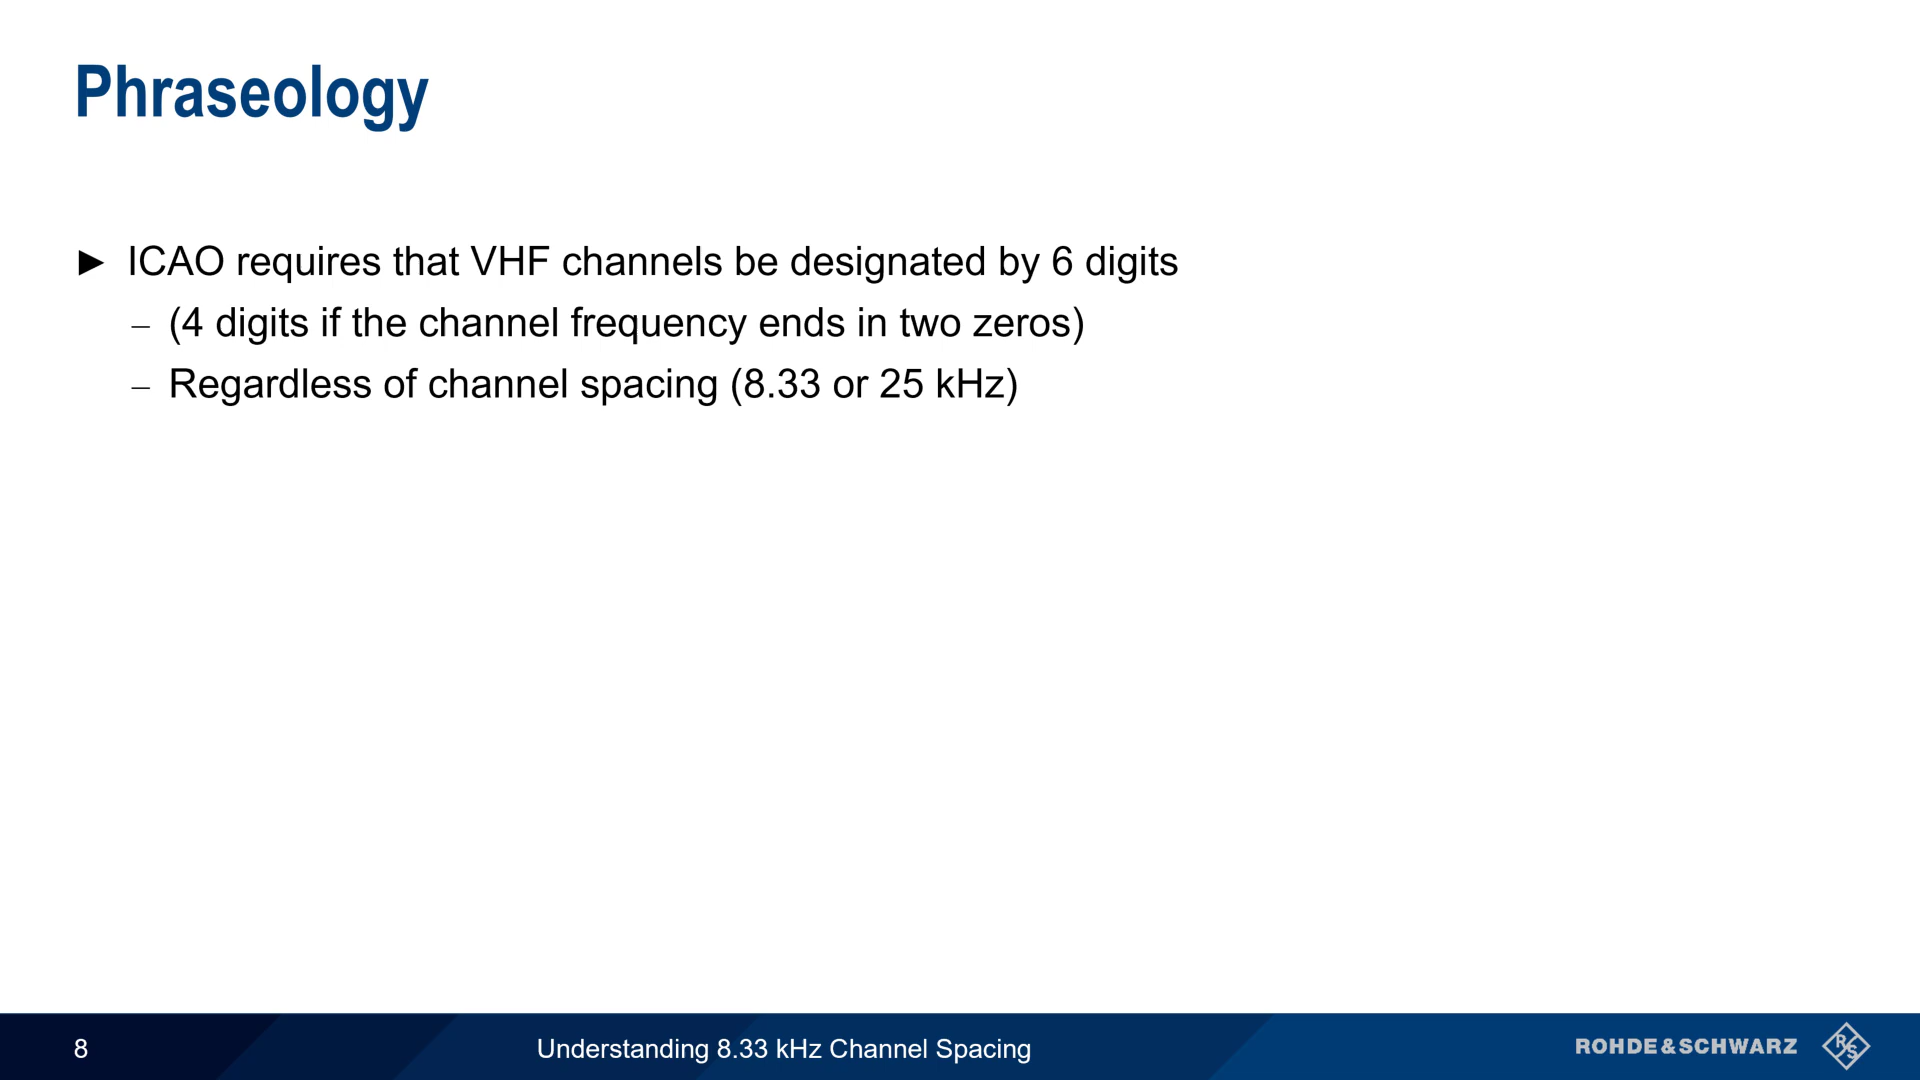 Phraseology
► ICAO requires that VHF channels be designated by 6 digits
– (4 digits if the channel frequency ends in two zeros)
– Regardless of channel spacing (8.33 or 25 kHz)
8
Understanding 8.33 kHz Channel Spacing
ROHDE&SCHWARZ
R&S